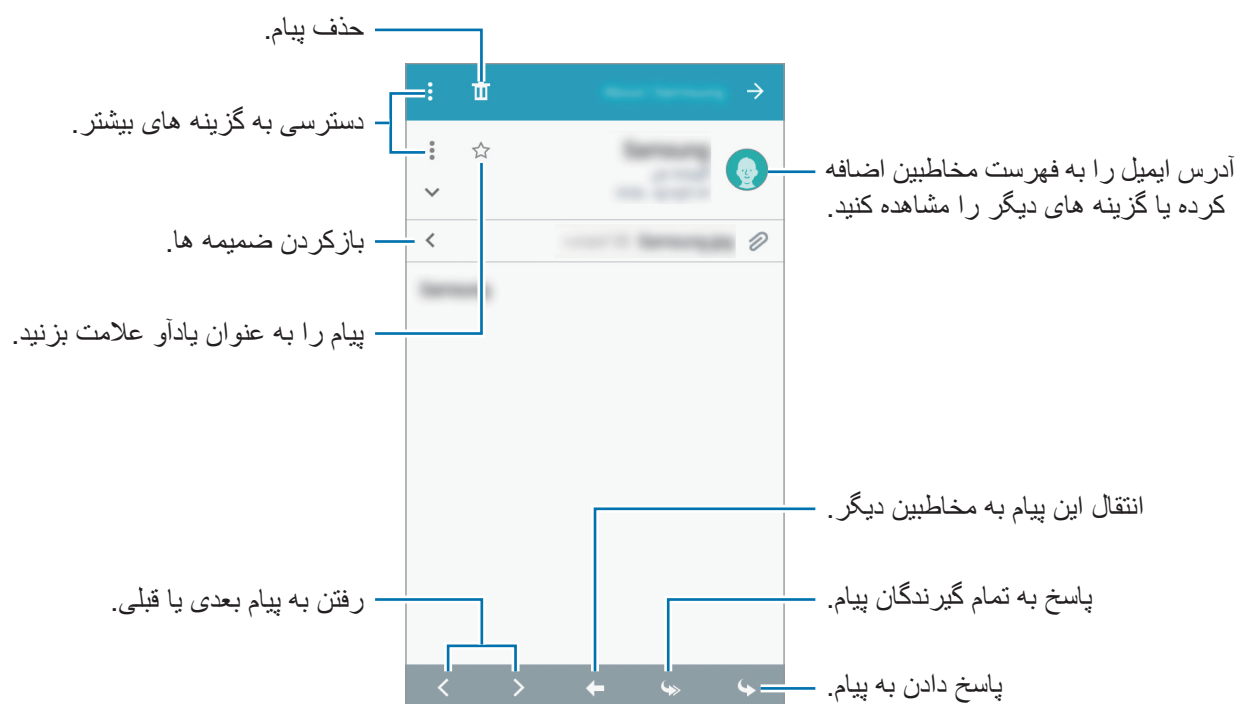 حذف پیام.
دسترسی به گزینه های بیشتر.
آدرس ایمیل را به فهرست مخاطبین اضافه
کرده یا گزینه های دیگر را مشاهده کنید.
بازکردن ضمیمه ها.
پیام را به عنوان یادآو علامت بزنید.
انتقال این پیام به مخاطبین دیگر.
پاسخ به تمام گیرندگان پیام.
رفتن به پیام بعدی یا قبلی.
پاسخ دادن به پیام.